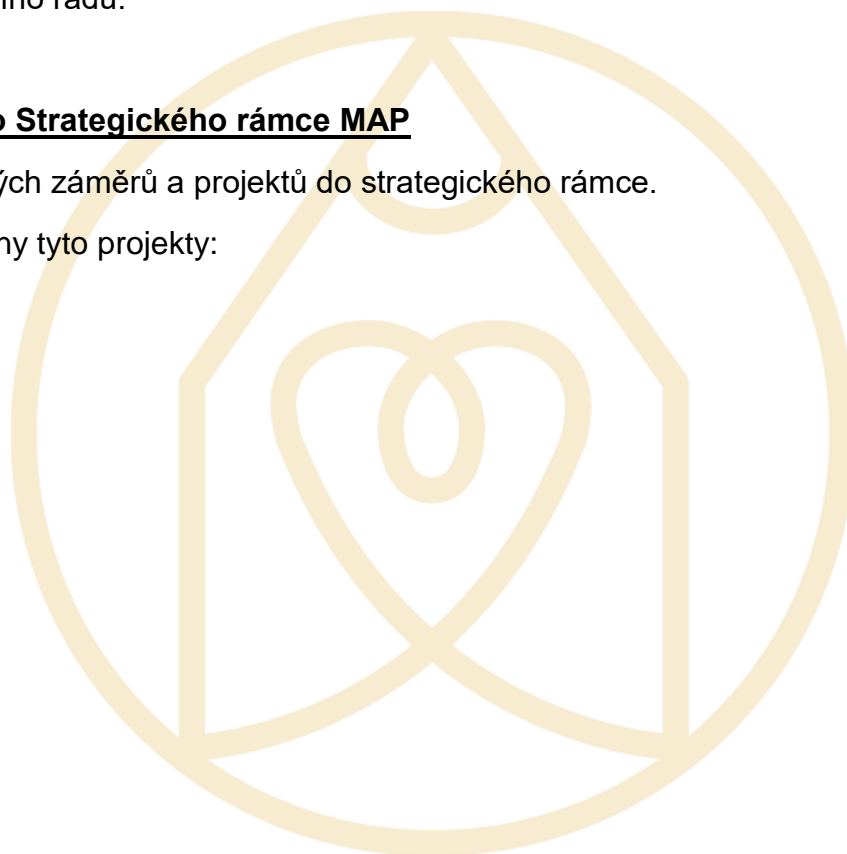 o Strategického rámce MAP
ých záměrů a projektů do strategického rámce.
ny tyto projekty: